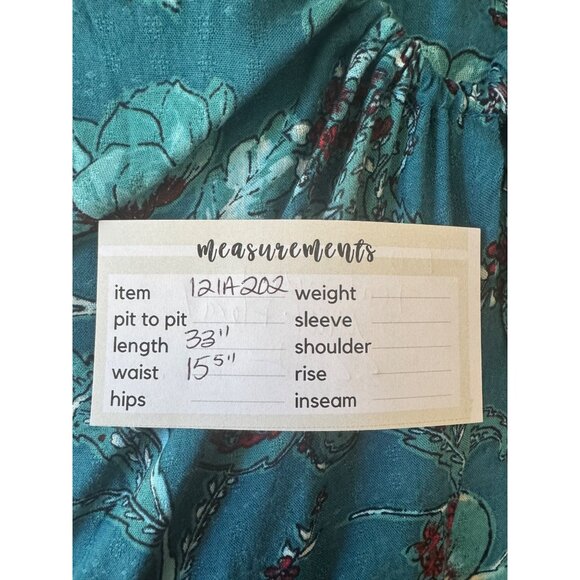 measurements
item 121A202 weight
pit to pit sleeve
length 33" shoulder
waist 15 5" rise
hips inseam